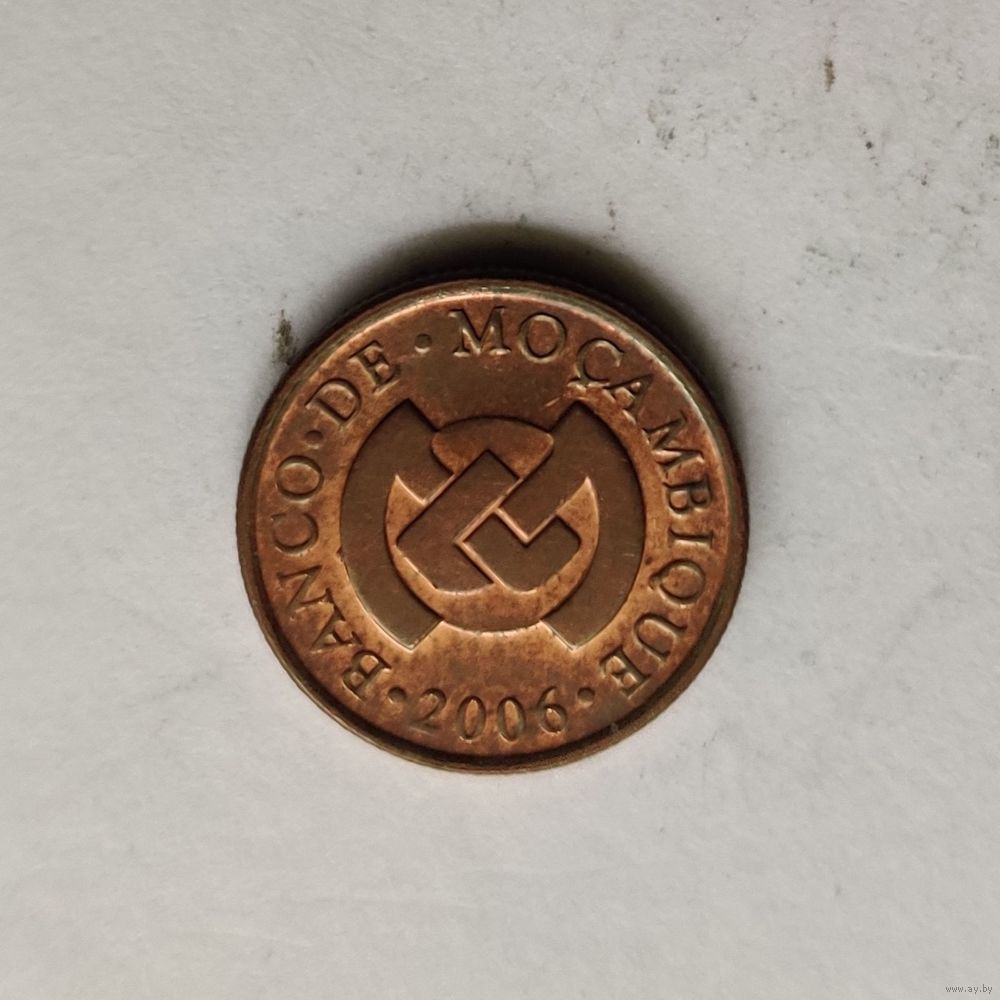 BANCO · DE · MOÇAMBIQUE
· 2006 ·
www.ay.by